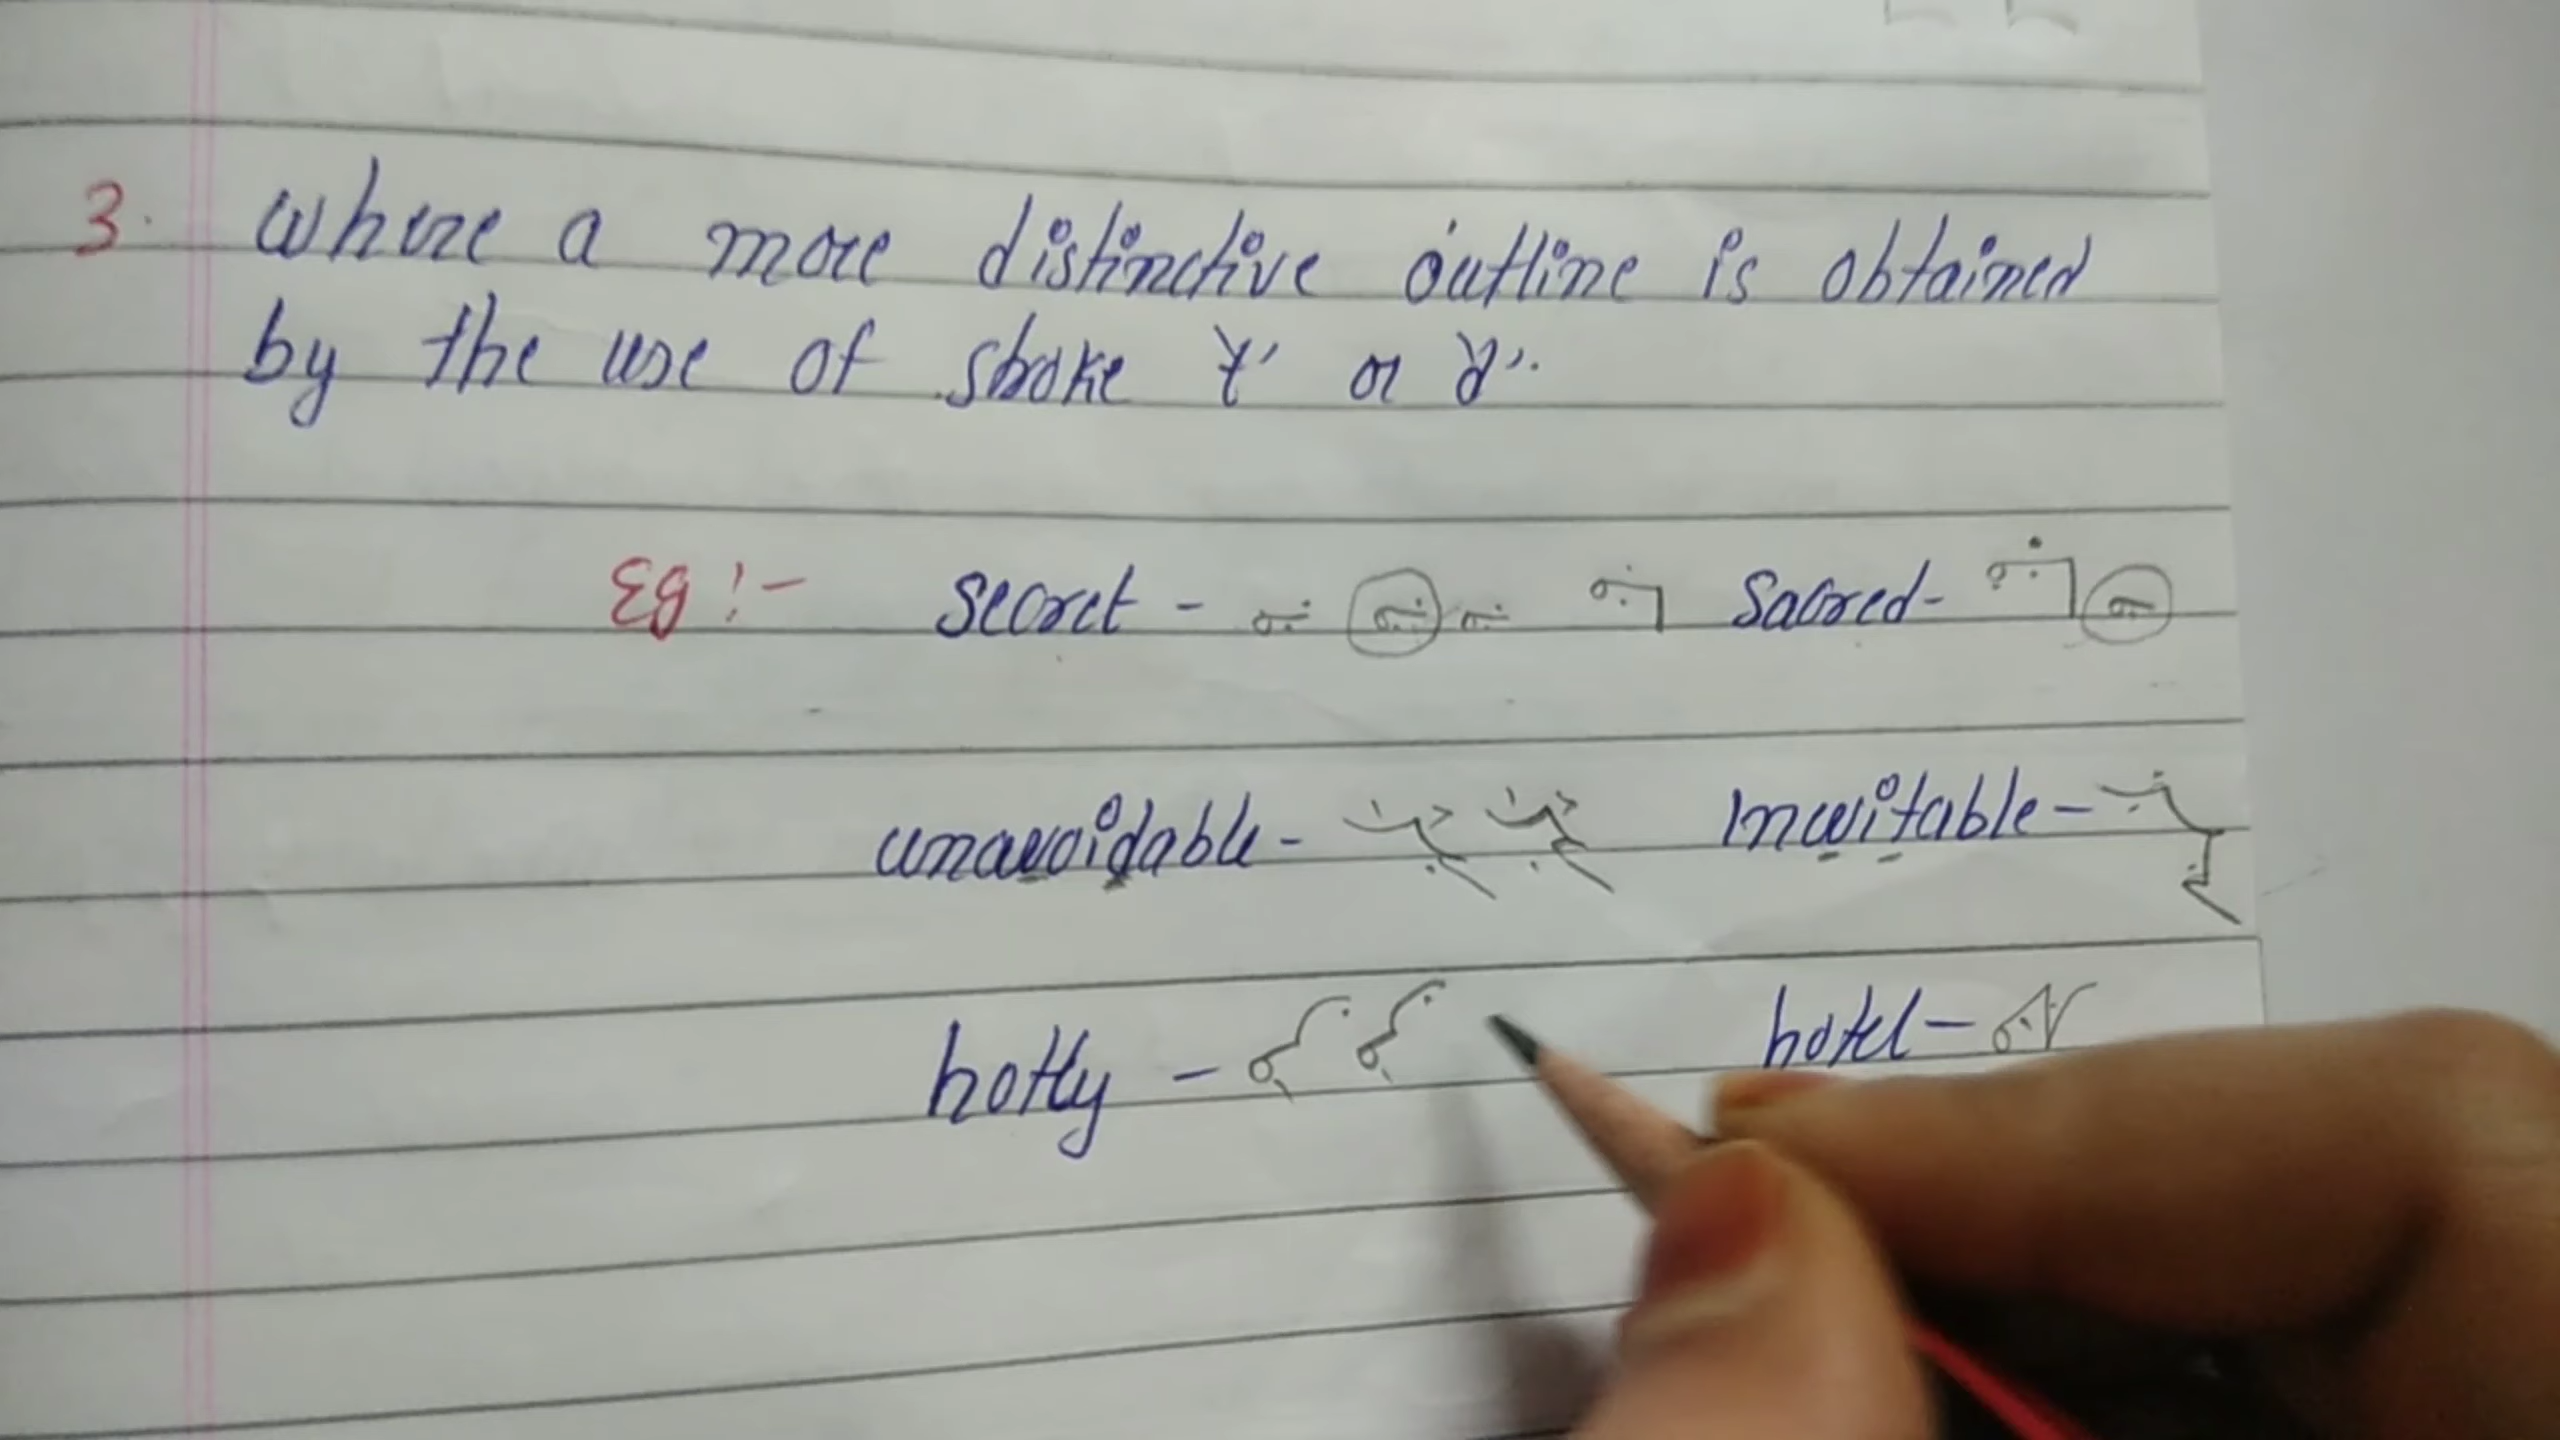 3. Where a more distinctive outline is obtained
by the use of stroke 't' or 'd'.
Eg :- Secret - Sacred -
unavoidable - Inevitable -
hotly - hotel -